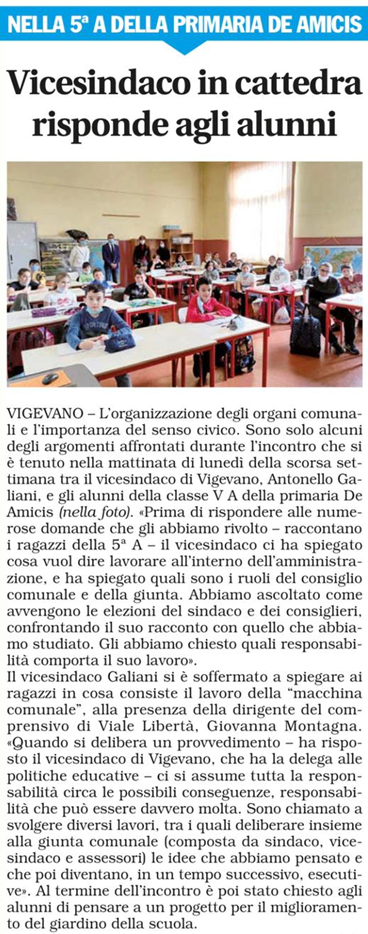 NELLA 5ª A DELLA PRIMARIA DE AMICIS
Vicesindaco in cattedra
risponde agli alunni
VIGEVANO – L'organizzazione degli organi comuna-
li e l'importanza del senso civico. Sono solo alcuni
degli argomenti affrontati durante l'incontro che si
è tenuto nella mattinata di lunedì della scorsa set-
timana tra il vicesindaco di Vigevano, Antonello Ga-
liani, e gli alunni della classe V A della primaria De
Amicis (nella foto). «Prima di rispondere alle nume-
rose domande che gli abbiamo rivolto – raccontano
i ragazzi della 5ª A – il vicesindaco ci ha spiegato
cosa vuol dire lavorare all'interno dell'amministra-
zione, e ha spiegato quali sono i ruoli del consiglio
comunale e della giunta. Abbiamo ascoltato come
avvengono le elezioni del sindaco e dei consiglieri,
confrontando il suo racconto con quello che abbia-
mo studiato. Gli abbiamo chiesto quali responsabi-
lità comporta il suo lavoro».
Il vicesindaco Galiani si è soffermato a spiegare ai
ragazzi in cosa consiste il lavoro della "macchina
comunale", alla presenza della dirigente del com-
prensivo di Viale Libertà, Giovanna Montagna.
«Quando si delibera un provvedimento – ha rispo-
sto il vicesindaco di Vigevano, che ha la delega alle
politiche educative – ci si assume tutta la respon-
sabilità circa le possibili conseguenze, responsabi-
lità che può essere davvero molta. Sono chiamato a
svolgere diversi lavori, tra i quali deliberare insieme
alla giunta comunale (composta da sindaco, vice-
sindaco e assessori) le idee che abbiamo pensato e
che poi diventano, in un tempo successivo, esecuti-
ve». Al termine dell'incontro è poi stato chiesto agli
alunni di pensare a un progetto per il miglioramen-
to del giardino della scuola.